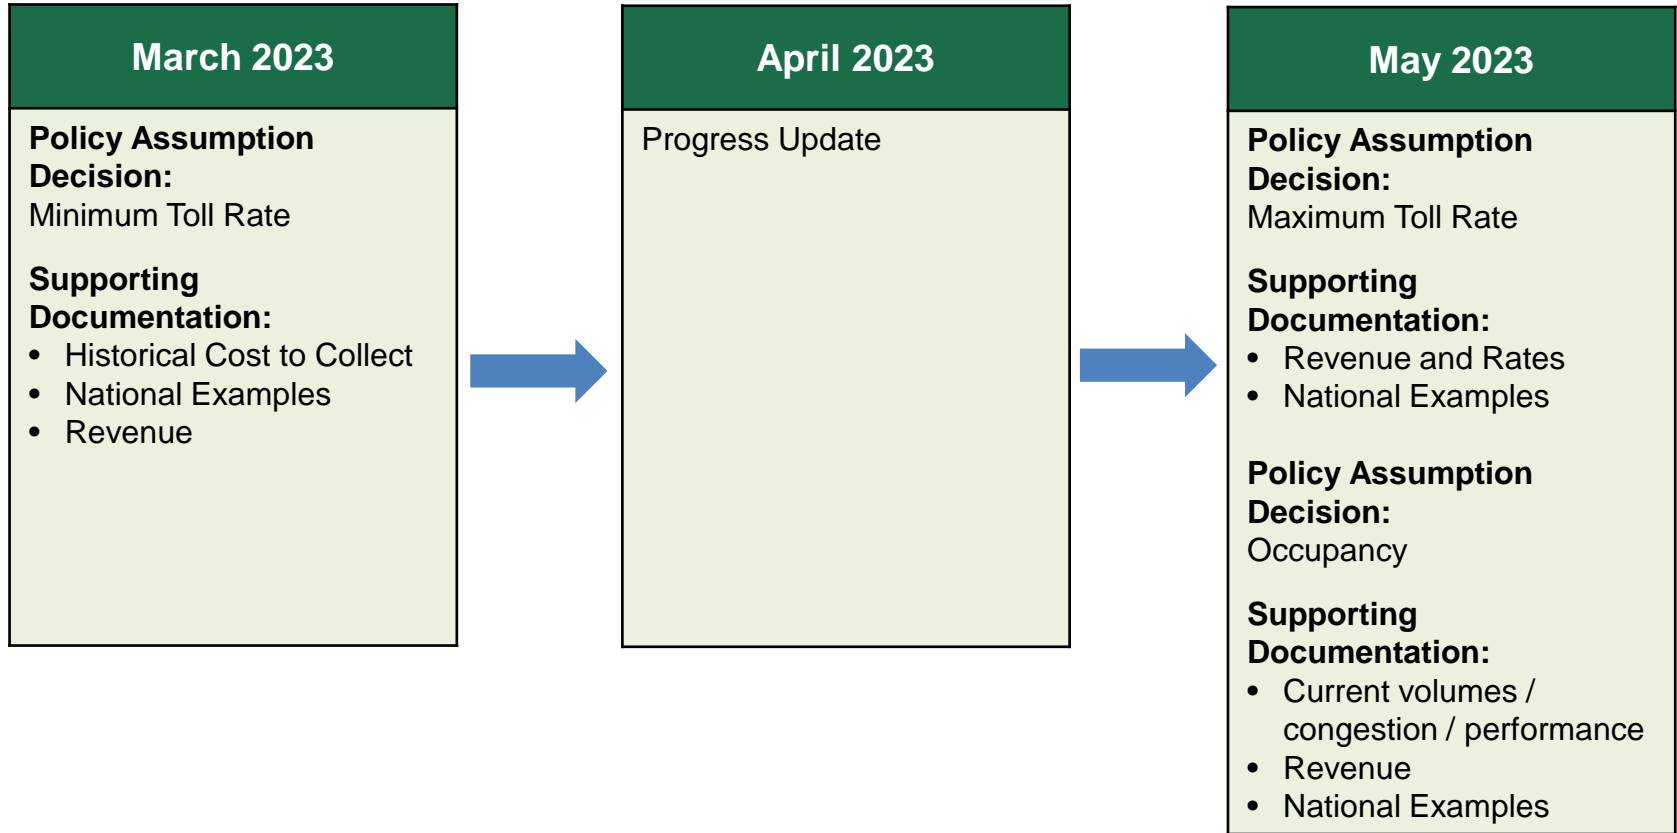 March 2023
Policy Assumption
Decision:
Minimum Toll Rate
Supporting
Documentation:
• Historical Cost to Collect
• National Examples
• Revenue
April 2023
Progress Update
May 2023
Policy Assumption
Decision:
Maximum Toll Rate
Supporting
Documentation:
• Revenue and Rates
• National Examples
Policy Assumption
Decision:
Occupancy
Supporting
Documentation:
• Current volumes /
congestion / performance
• Revenue
• National Examples